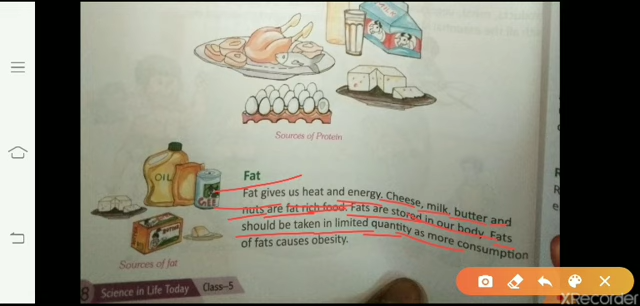 Sources of Protein
Fat
Fat gives us heat and energy. Cheese, milk, butter and
nuts are fat rich food. Fats are stored in our body. Fats
should be taken in limited quantity as more consumption
of fats causes obesity.
OIL
Sources of fat
8 Science in Life Today Class-5
XRecorder